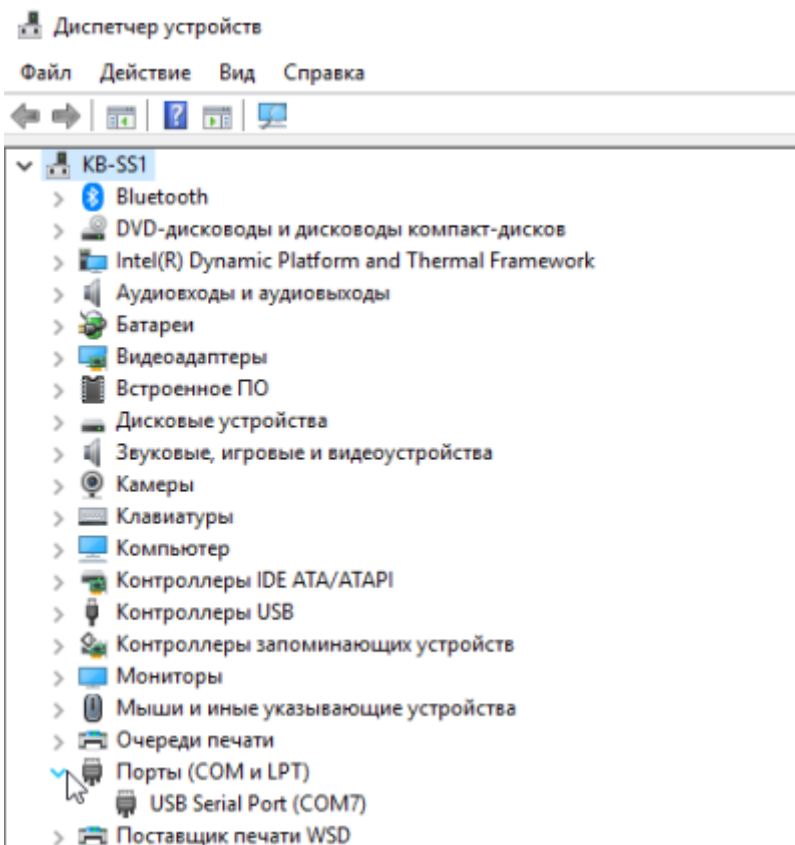 Диспетчер устройств
Файл Действие Вид Справка
KB-SS1
Bluetooth
DVD-дисководы и дисководы компакт-дисков
Intel(R) Dynamic Platform and Thermal Framework
Аудиовходы и аудиовыходы
Батареи
Видеоадаптеры
Встроенное ПО
Дисковые устройства
Звуковые, игровые и видеоустройства
Камеры
Клавиатуры
Компьютер
Контроллеры IDE ATA/ATAPI
Контроллеры USB
Контроллеры запоминающих устройств
Мониторы
Мыши и иные указывающие устройства
Очереди печати
Порты (COM и LPT)
USB Serial Port (COM7)
Поставщик печати WSD